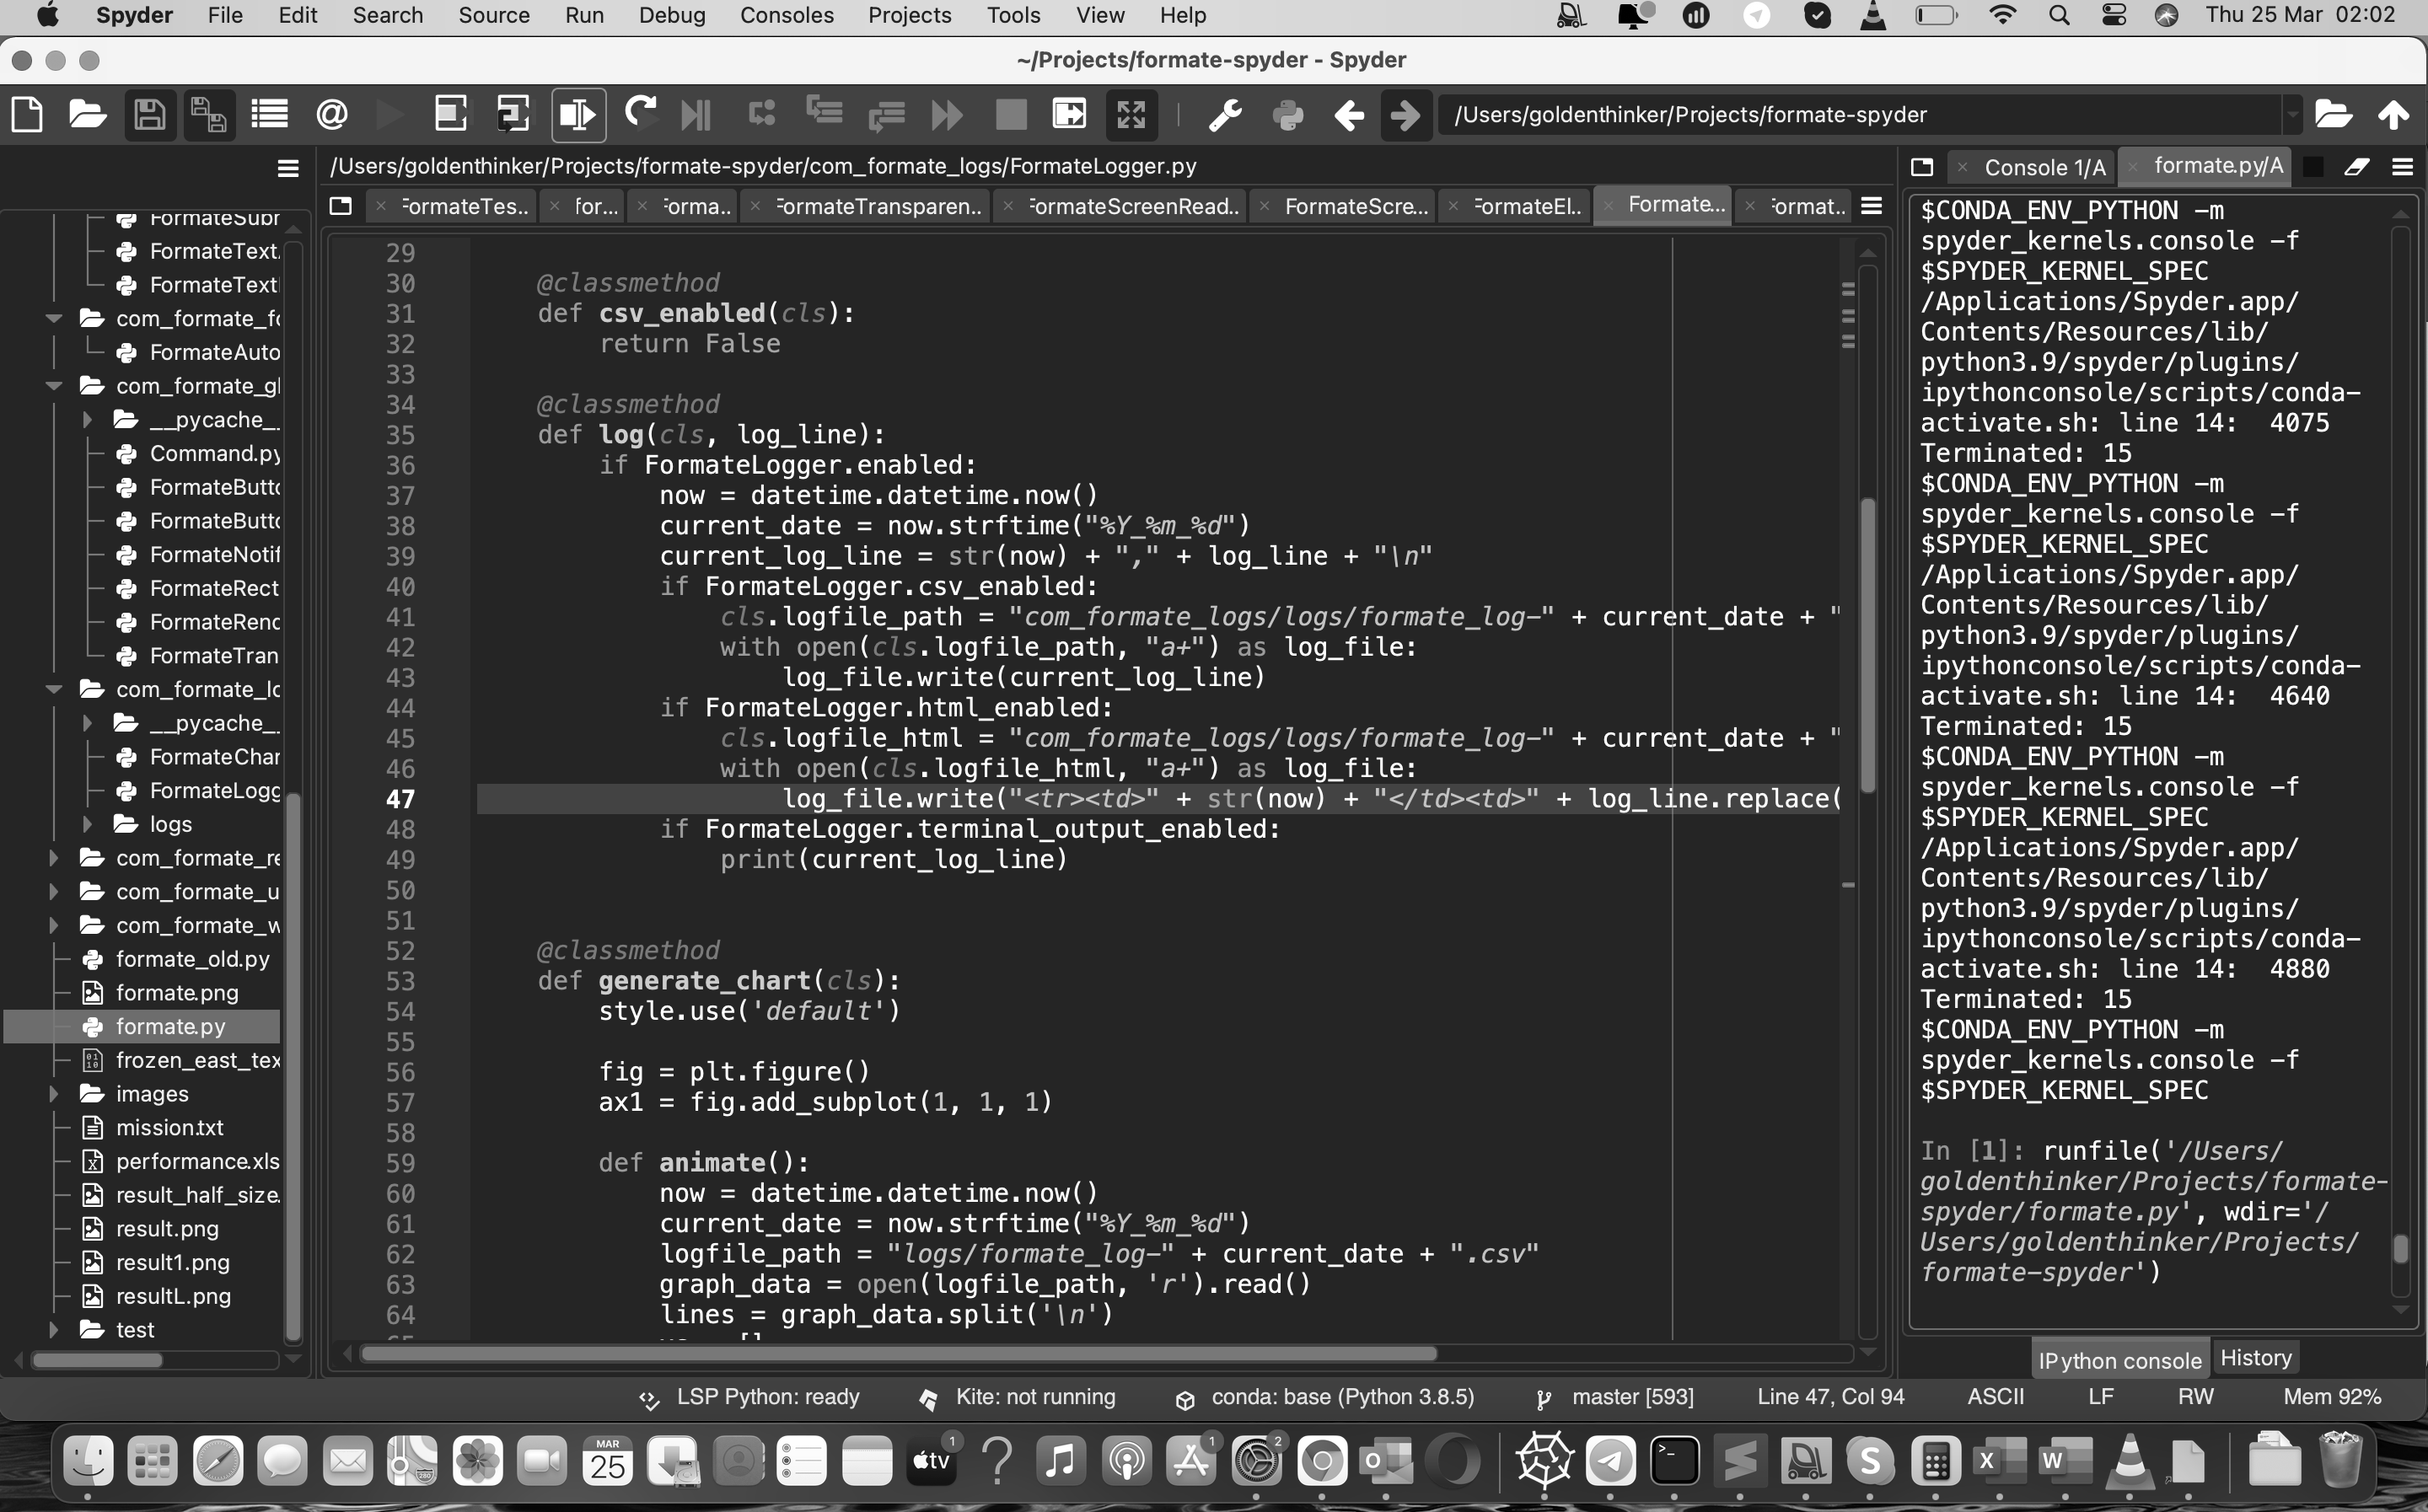 Spyder File Edit Search Source Run Debug Consoles Projects Tools View Help Thu 25 Mar 02:02
~/Projects/formate-spyder - Spyder
/Users/goldenthinker/Projects/formate-spyder
/Users/goldenthinker/Projects/formate-spyder/com_formate_logs/FormateLogger.py
FormateTes.. for... Forma.. FormateTransparen.. FormateScreenRead.. FormateScre... FormateEl.. Formate... Format..
Console 1/A formate.py/A
FormateSubr
FormateText
FormateText
com_formate_fo
FormateAuto
com_formate_gl
__pycache__
Command.py
FormateButto
FormateButto
FormateNotif
FormateRect
FormateRend
FormateTran
com_formate_lo
__pycache__
FormateChar
FormateLogg
logs
com_formate_re
com_formate_u
com_formate_w
formate_old.py
formate.png
formate.py
frozen_east_tex
images
mission.txt
performance.xls
result_half_size.
result.png
result1.png
resultL.png
test
29
30 @classmethod
31 def csv_enabled(cls):
32 return False
33
34 @classmethod
35 def log(cls, log_line):
36 if FormateLogger.enabled:
37 now = datetime.datetime.now()
38 current_date = now.strftime("%Y_%m_%d")
39 current_log_line = str(now) + "," + log_line + "\n"
40 if FormateLogger.csv_enabled:
41 cls.logfile_path = "com_formate_logs/logs/formate_log-" + current_date + "
42 with open(cls.logfile_path, "a+") as log_file:
43 log_file.write(current_log_line)
44 if FormateLogger.html_enabled:
45 cls.logfile_html = "com_formate_logs/logs/formate_log-" + current_date + "
46 with open(cls.logfile_html, "a+") as log_file:
47 log_file.write("<tr><td>" + str(now) + "</td><td>" + log_line.replace(
48 if FormateLogger.terminal_output_enabled:
49 print(current_log_line)
50
51
52 @classmethod
53 def generate_chart(cls):
54 style.use('default')
55
56 fig = plt.figure()
57 ax1 = fig.add_subplot(1, 1, 1)
58
59 def animate():
60 now = datetime.datetime.now()
61 current_date = now.strftime("%Y_%m_%d")
62 logfile_path = "logs/formate_log-" + current_date + ".csv"
63 graph_data = open(logfile_path, 'r').read()
64 lines = graph_data.split('\n')
$CONDA_ENV_PYTHON -m
spyder_kernels.console -f
$SPYDER_KERNEL_SPEC
/Applications/Spyder.app/
Contents/Resources/lib/
python3.9/spyder/plugins/
ipythonconsole/scripts/conda-
activate.sh: line 14: 4075
Terminated: 15
$CONDA_ENV_PYTHON -m
spyder_kernels.console -f
$SPYDER_KERNEL_SPEC
/Applications/Spyder.app/
Contents/Resources/lib/
python3.9/spyder/plugins/
ipythonconsole/scripts/conda-
activate.sh: line 14: 4640
Terminated: 15
$CONDA_ENV_PYTHON -m
spyder_kernels.console -f
$SPYDER_KERNEL_SPEC
/Applications/Spyder.app/
Contents/Resources/lib/
python3.9/spyder/plugins/
ipythonconsole/scripts/conda-
activate.sh: line 14: 4880
Terminated: 15
$CONDA_ENV_PYTHON -m
spyder_kernels.console -f
$SPYDER_KERNEL_SPEC
In [1]: runfile('/Users/
goldenthinker/Projects/formate-
spyder/formate.py', wdir='/
Users/goldenthinker/Projects/
formate-spyder')
IPython console History
LSP Python: ready Kite: not running conda: base (Python 3.8.5) master [593] Line 47, Col 94 ASCII LF RW Mem 92%
MAR
25
tv
1
1
2